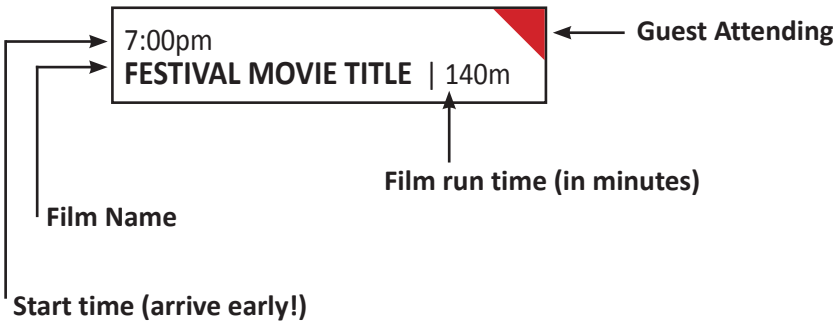 7:00pm
FESTIVAL MOVIE TITLE | 140m
Guest Attending
Film run time (in minutes)
Film Name
Start time (arrive early!)